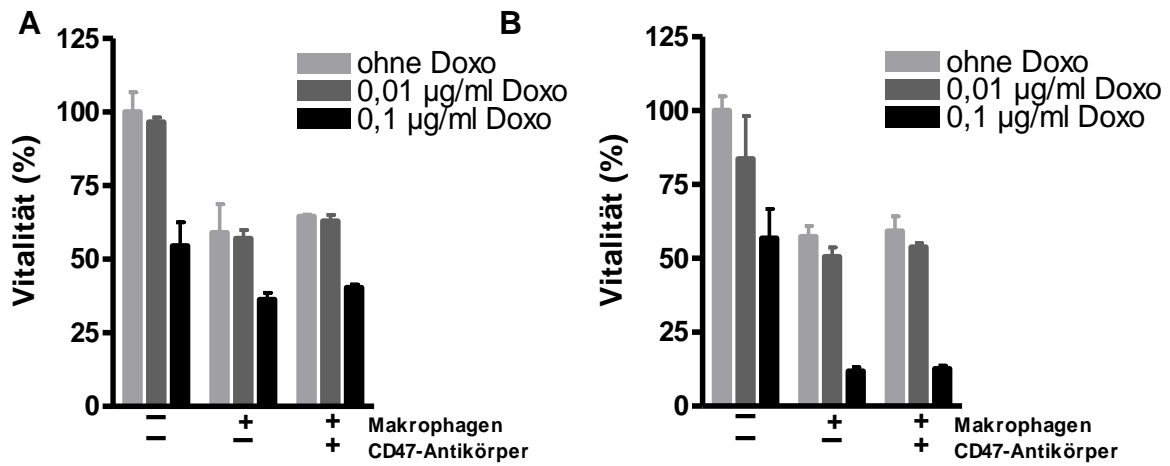 A
Vitalität (%)
125
100
75
50
25
0
ohne Doxo
0,01 µg/ml Doxo
0,1 µg/ml Doxo
− + + Makrophagen
− − + CD47-Antikörper
B
Vitalität (%)
125
100
75
50
25
0
ohne Doxo
0,01 µg/ml Doxo
0,1 µg/ml Doxo
− + + Makrophagen
− − + CD47-Antikörper